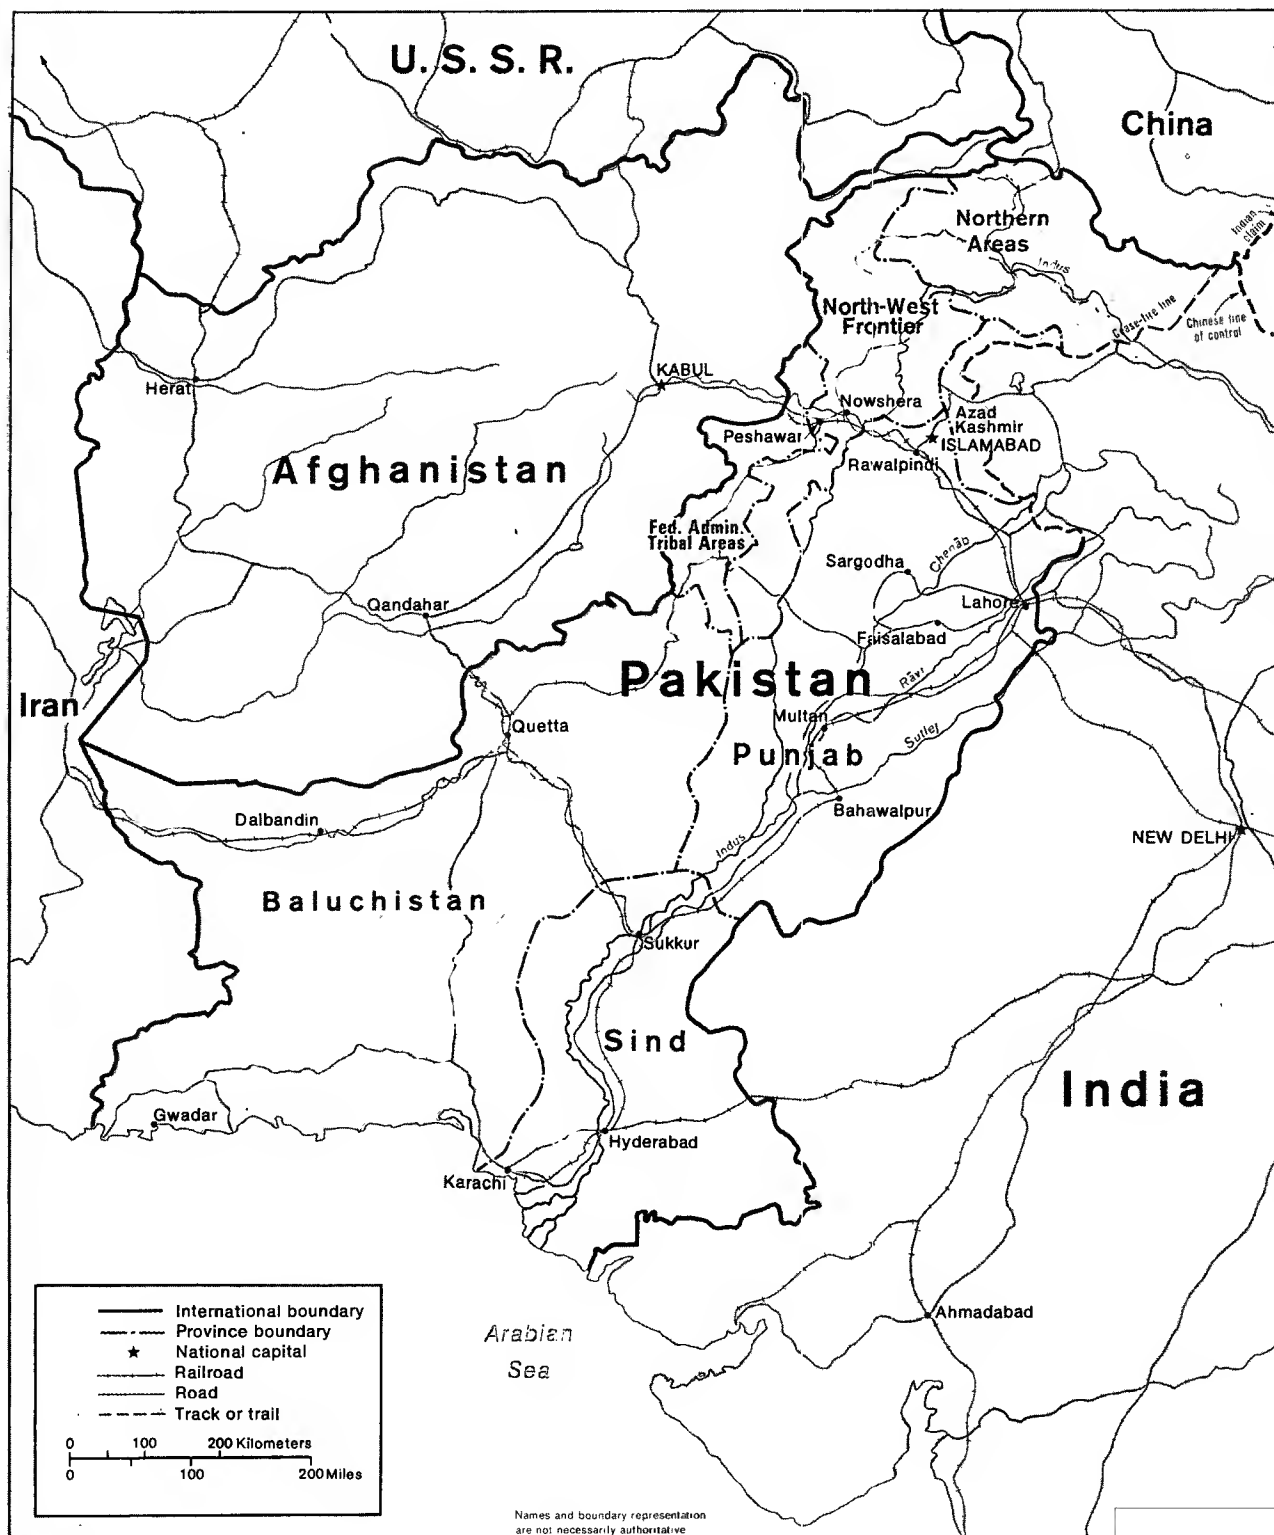 U. S. S. R.
China
Northern
Areas
Indian
claim
Indus
North-West
Frontier
Cease-fire line
Chinese line
of control
KABUL
Herat
Nowshera
Azad
Kashmir
Peshawar
ISLAMABAD
Rawalpindi
Afghanistan
Fed. Admin.
Tribal Areas
Chenāb
Sargodha
Qandahar
Lahore
Faisalabad
Pakistan
Rāvi
Iran
Multan
Quetta
Sutlej
Punjab
Bahawalpur
Dalbandin
NEW DELHI
Indus
Baluchistan
Sukkur
Sind
India
Gwadar
Hyderabad
Karachi
International boundary
Province boundary
National capital
Railroad
Road
Track or trail
0 100 200 Kilometers
0 100 200 Miles
Arabian
Sea
Ahmadabad
Names and boundary representation
are not necessarily authoritative